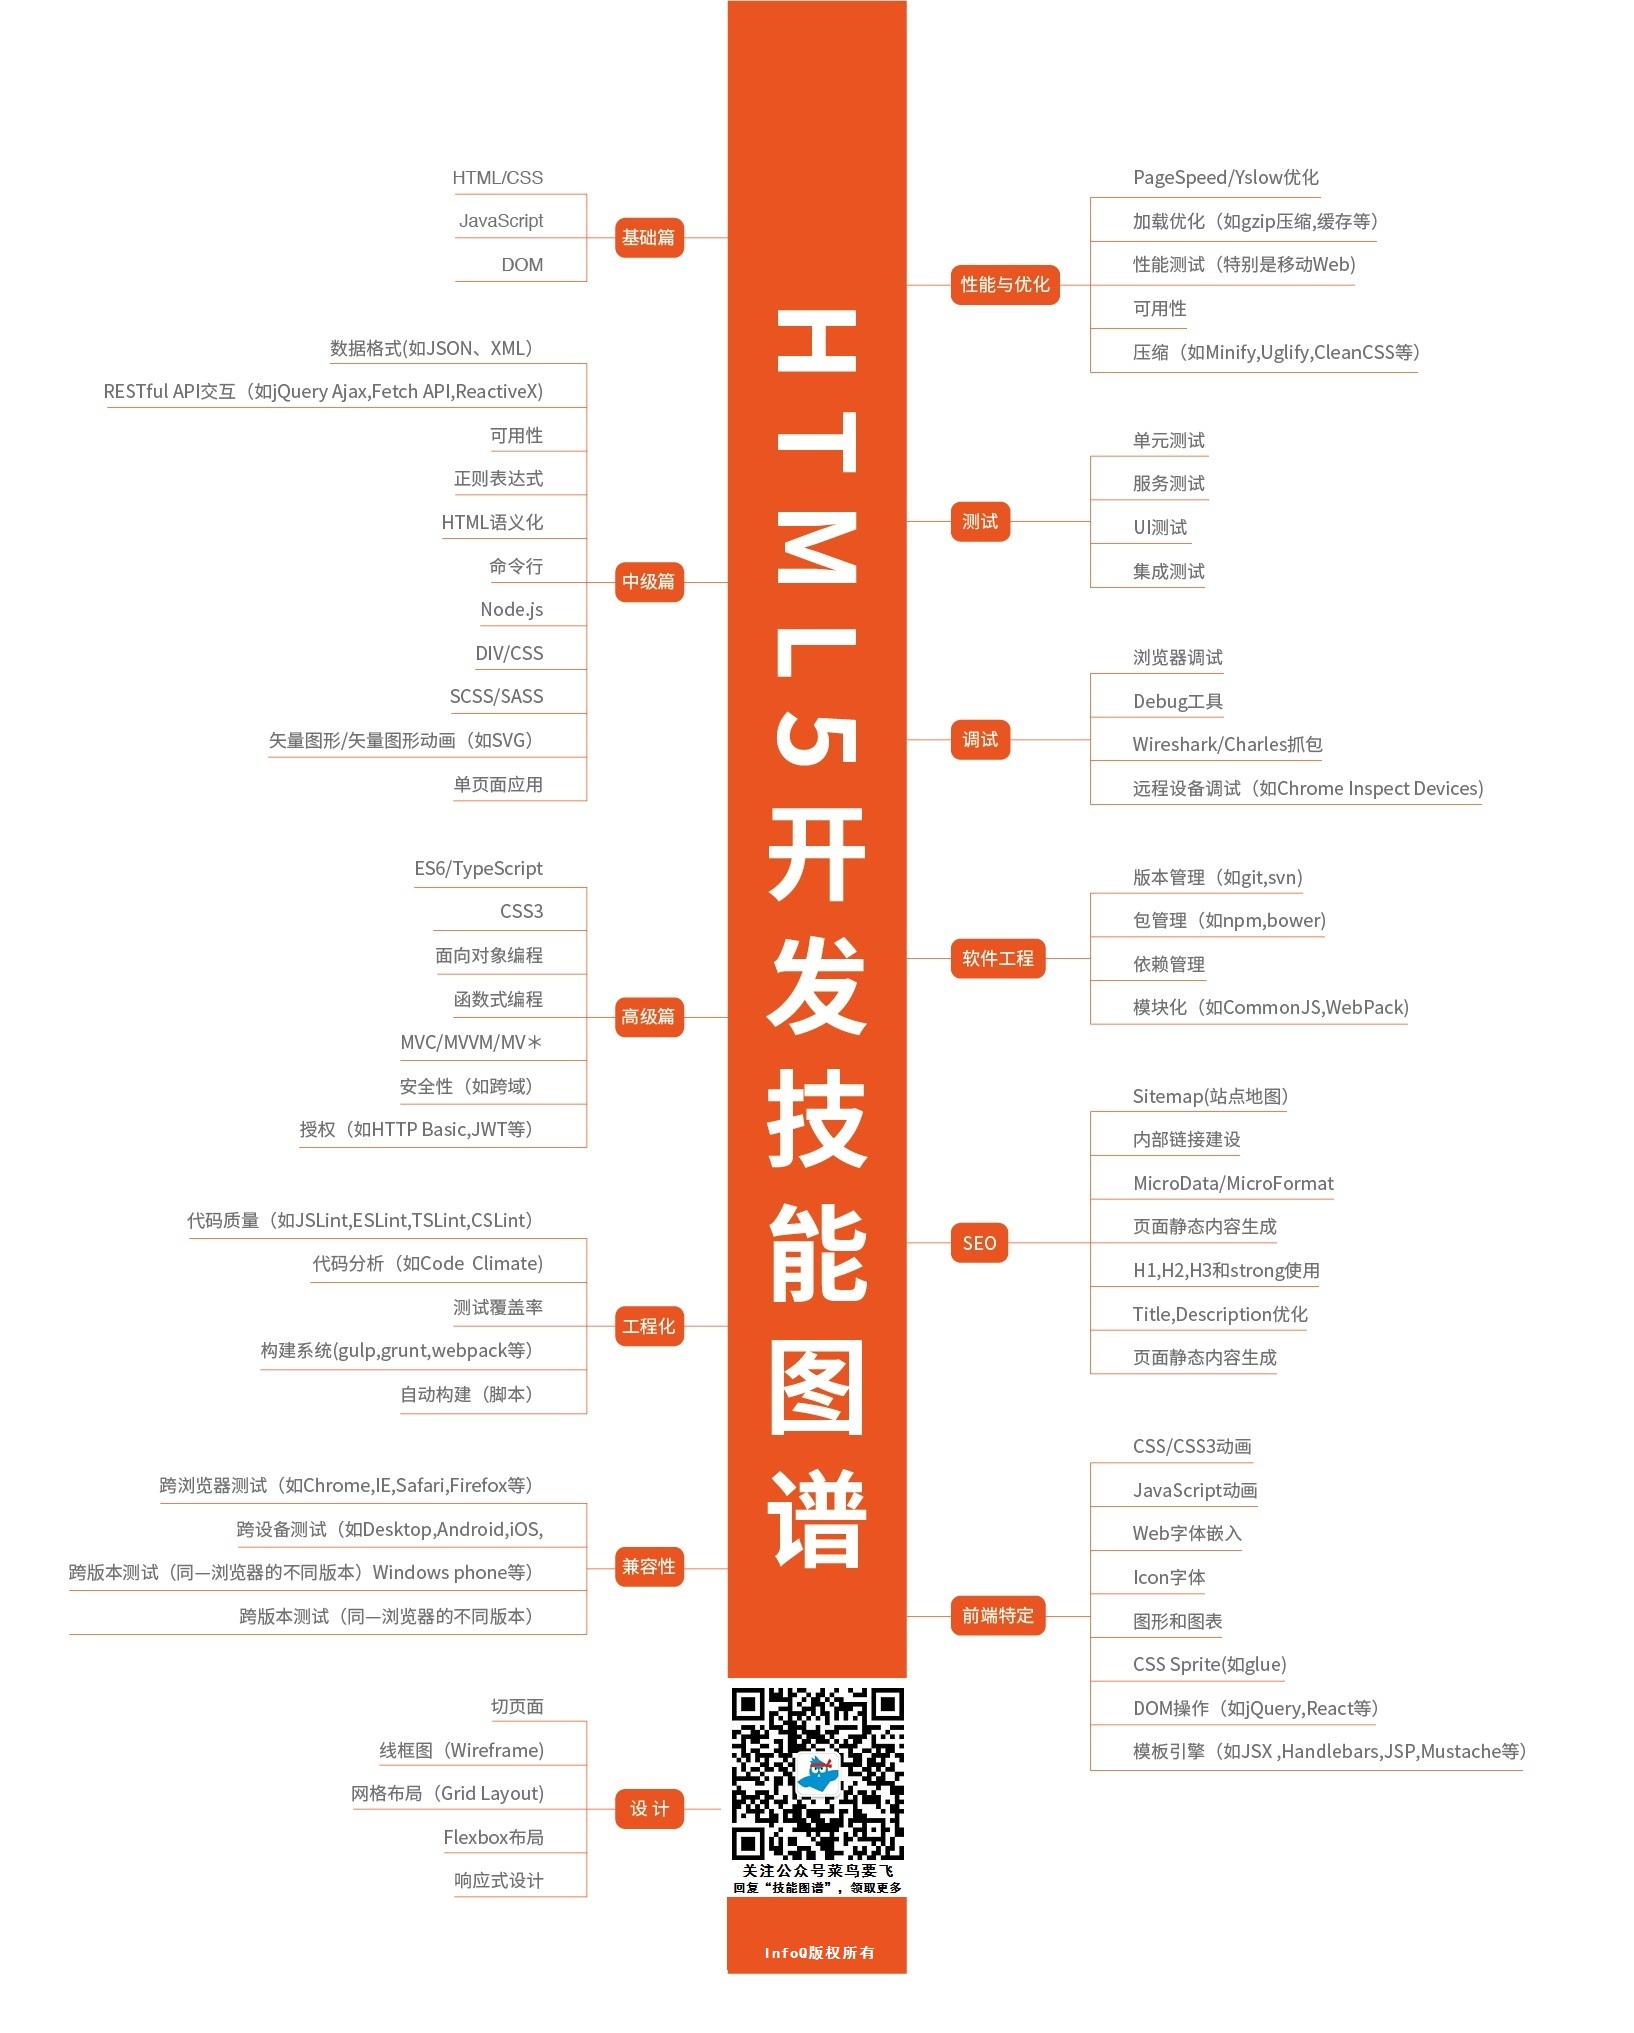 HTML5开发技能图谱
基础篇
HTML/CSS
JavaScript
DOM
中级篇
数据格式(如JSON、XML）
RESTful API交互（如jQuery Ajax,Fetch API,ReactiveX)
可用性
正则表达式
HTML语义化
命令行
Node.js
DIV/CSS
SCSS/SASS
矢量图形/矢量图形动画（如SVG）
单页面应用
高级篇
ES6/TypeScript
CSS3
面向对象编程
函数式编程
MVC/MVVM/MV＊
安全性（如跨域）
授权（如HTTP Basic,JWT等）
工程化
代码质量（如JSLint,ESLint,TSLint,CSLint）
代码分析（如Code Climate)
测试覆盖率
构建系统(gulp,grunt,webpack等）
自动构建（脚本）
兼容性
跨浏览器测试（如Chrome,IE,Safari,Firefox等）
跨设备测试（如Desktop,Android,iOS,
跨版本测试（同—浏览器的不同版本）Windows phone等）
跨版本测试（同—浏览器的不同版本）
设 计
切页面
线框图（Wireframe)
网格布局（Grid Layout)
Flexbox布局
响应式设计
性能与优化
PageSpeed/Yslow优化
加载优化（如gzip压缩,缓存等）
性能测试（特别是移动Web)
可用性
压缩（如Minify,Uglify,CleanCSS等）
测试
单元测试
服务测试
UI测试
集成测试
调试
浏览器调试
Debug工具
Wireshark/Charles抓包
远程设备调试（如Chrome Inspect Devices)
软件工程
版本管理（如git,svn)
包管理（如npm,bower)
依赖管理
模块化（如CommonJS,WebPack)
SEO
Sitemap(站点地图）
内部链接建设
MicroData/MicroFormat
页面静态内容生成
H1,H2,H3和strong使用
Title,Description优化
页面静态内容生成
前端特定
CSS/CSS3动画
JavaScript动画
Web字体嵌入
Icon字体
图形和图表
CSS Sprite(如glue)
DOM操作（如jQuery,React等）
模板引擎（如JSX ,Handlebars,JSP,Mustache等）
关注公众号菜鸟要飞
回复“技能图谱”，领取更多
InfoQ版权所有